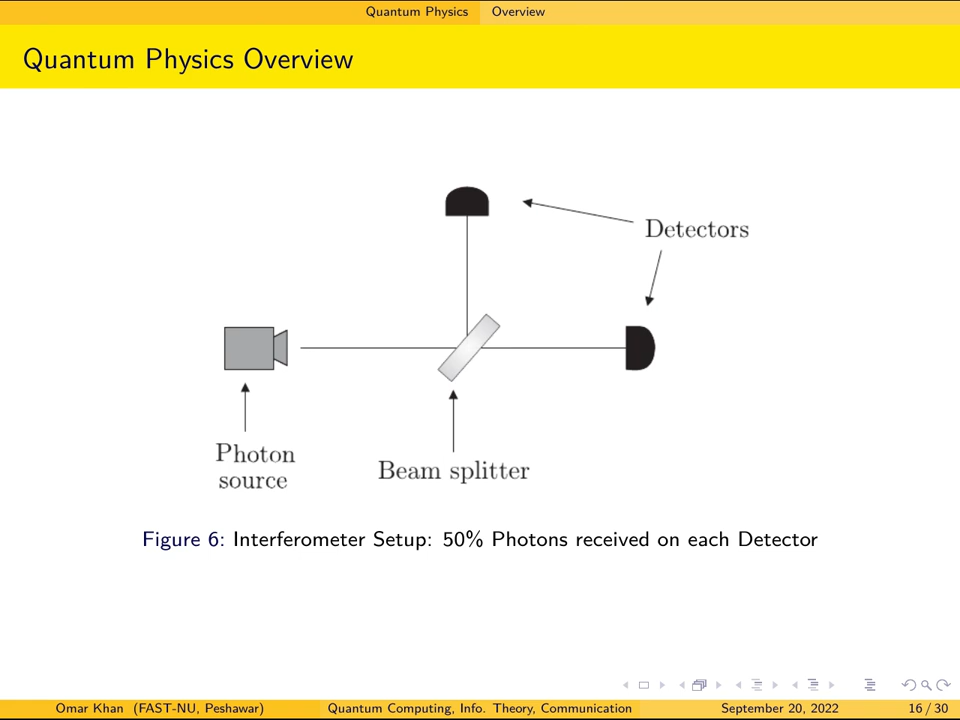 Quantum Physics Overview
Quantum Physics Overview
Detectors
Photon
source
Beam splitter
Figure 6: Interferometer Setup: 50% Photons received on each Detector
Omar Khan (FAST-NU, Peshawar) Quantum Computing, Info. Theory, Communication September 20, 2022 16 / 30